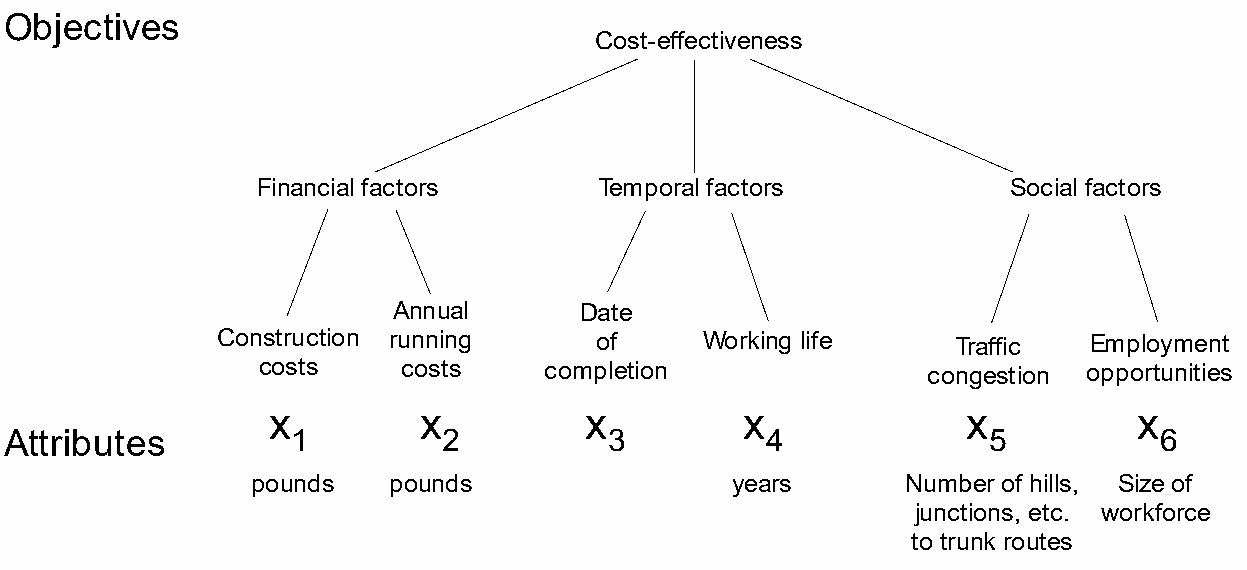 Objectives
Cost-effectiveness
Financial factors
Temporal factors
Social factors
Construction
costs
Annual
running
costs
Date
of
completion
Working life
Traffic
congestion
Employment
opportunities
Attributes
x1
x2
x3
x4
x5
x6
pounds
pounds
years
Number of hills,
junctions, etc.
to trunk routes
Size of
workforce